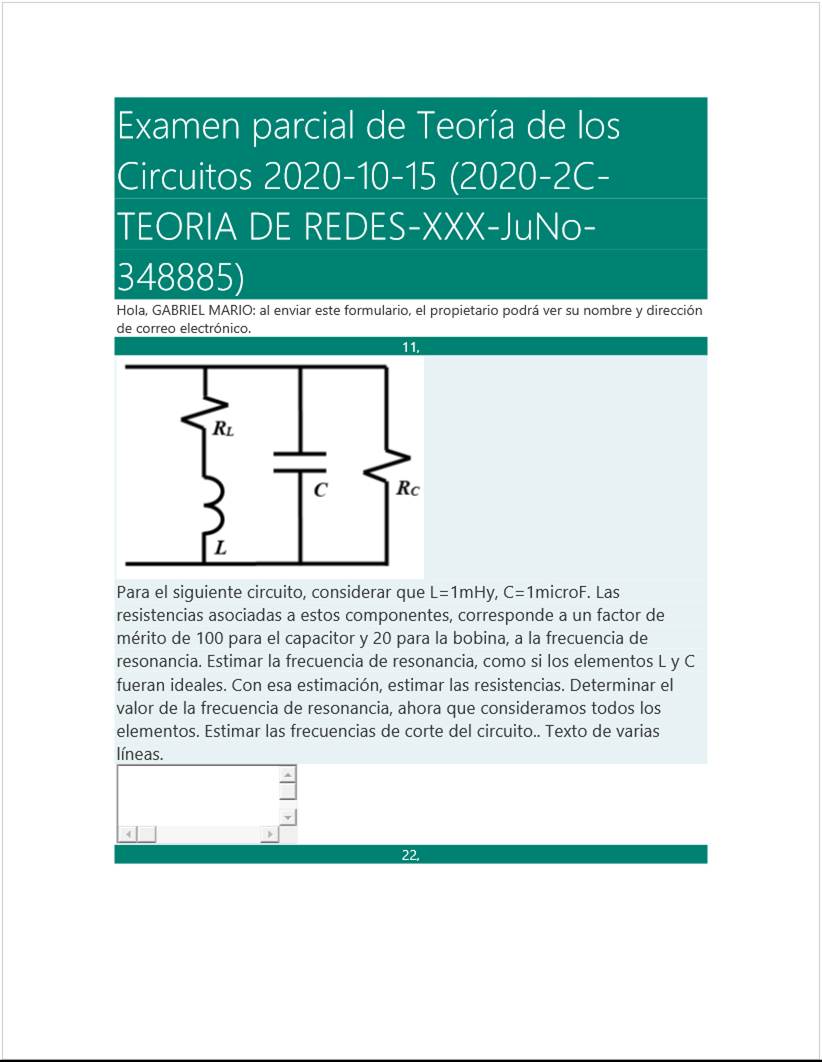 Examen parcial de Teoría de los
Circuitos 2020-10-15 (2020-2C-
TEORIA DE REDES-XXX-JuNo-
348885)
Hola, GABRIEL MARIO: al enviar este formulario, el propietario podrá ver su nombre y dirección
de correo electrónico.
11,
RL
C
RC
L
Para el siguiente circuito, considerar que L=1mHy, C=1microF. Las
resistencias asociadas a estos componentes, corresponde a un factor de
mérito de 100 para el capacitor y 20 para la bobina, a la frecuencia de
resonancia. Estimar la frecuencia de resonancia, como si los elementos L y C
fueran ideales. Con esa estimación, estimar las resistencias. Determinar el
valor de la frecuencia de resonancia, ahora que consideramos todos los
elementos. Estimar las frecuencias de corte del circuito.. Texto de varias
líneas.
22,